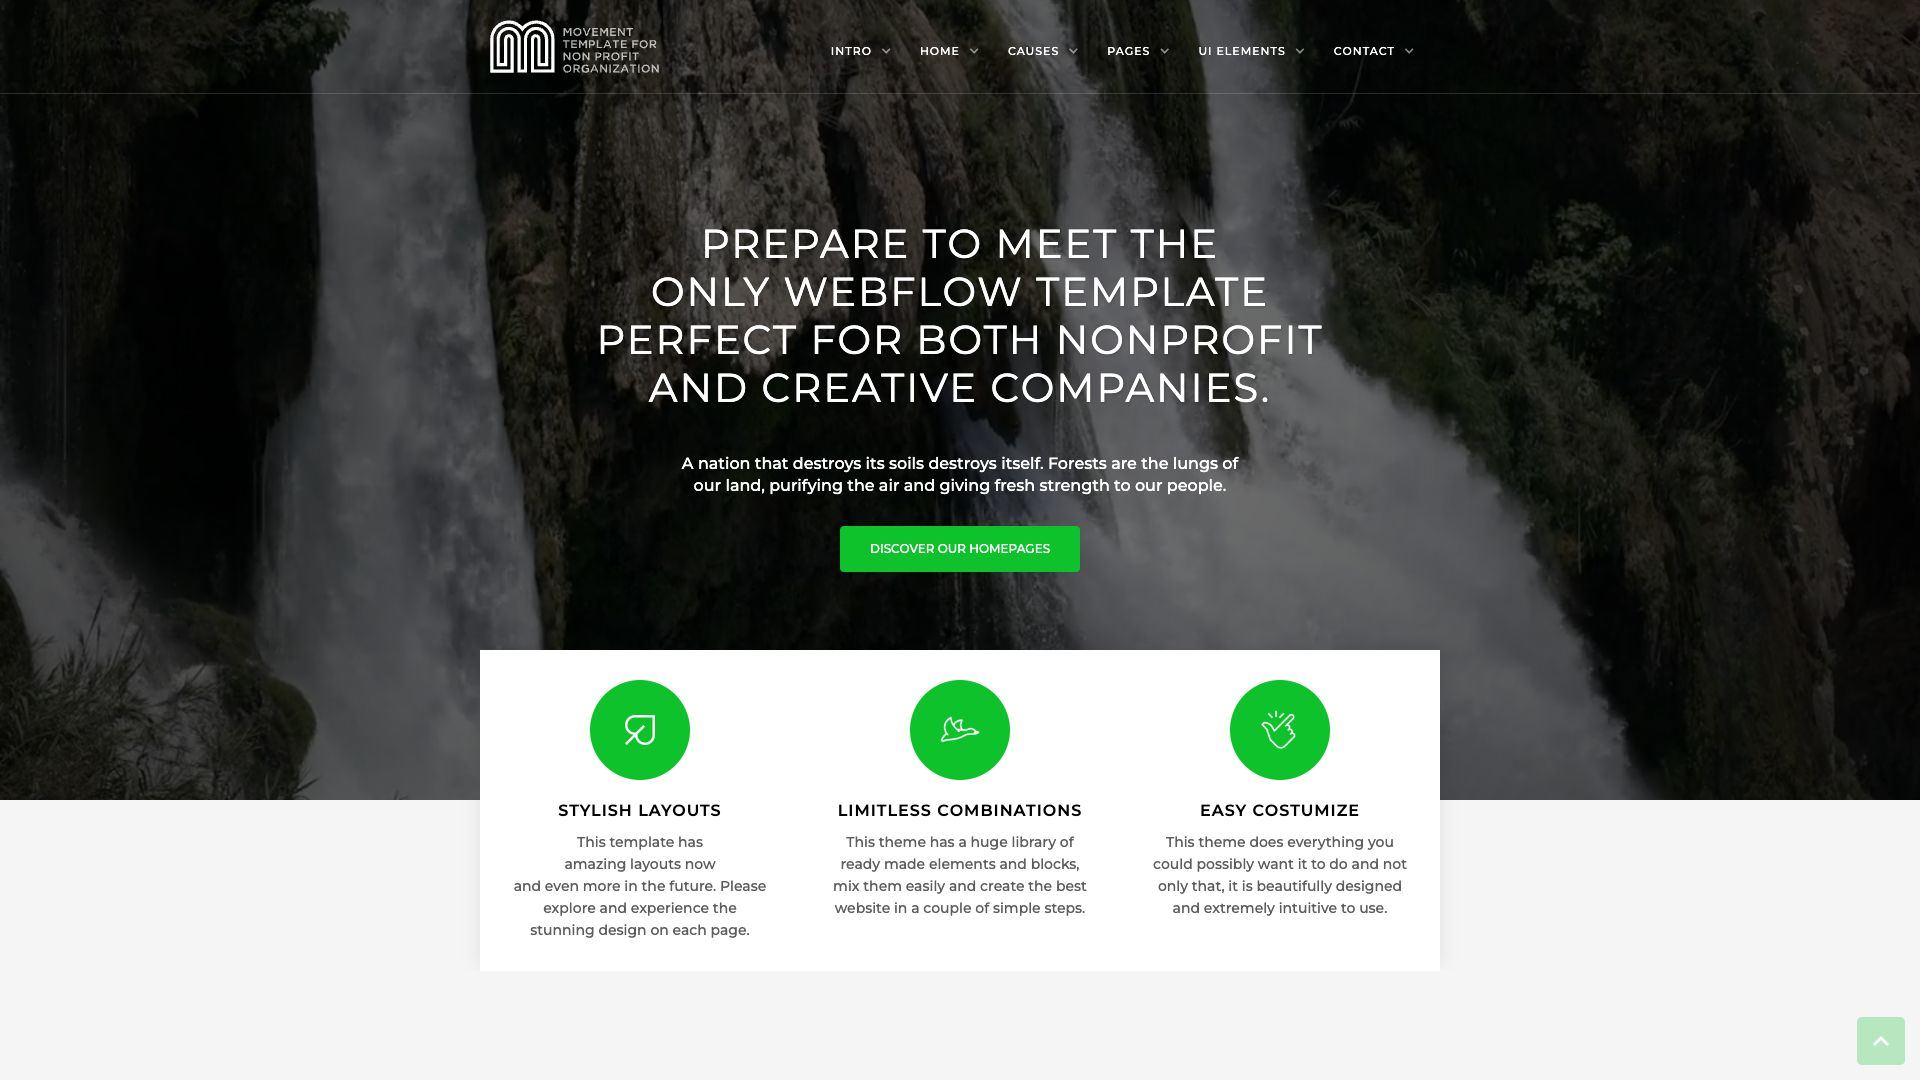 MOVEMENT
TEMPLATE FOR
NON PROFIT
ORGANIZATION
INTRO
HOME
CAUSES
PAGES
UI ELEMENTS
CONTACT
PREPARE TO MEET THE
ONLY WEBFLOW TEMPLATE
PERFECT FOR BOTH NONPROFIT
AND CREATIVE COMPANIES.
A nation that destroys its soils destroys itself. Forests are the lungs of
our land, purifying the air and giving fresh strength to our people.
DISCOVER OUR HOMEPAGES
STYLISH LAYOUTS
This template has
amazing layouts now
and even more in the future. Please
explore and experience the
stunning design on each page.
LIMITLESS COMBINATIONS
This theme has a huge library of
ready made elements and blocks,
mix them easily and create the best
website in a couple of simple steps.
EASY COSTUMIZE
This theme does everything you
could possibly want it to do and not
only that, it is beautifully designed
and extremely intuitive to use.